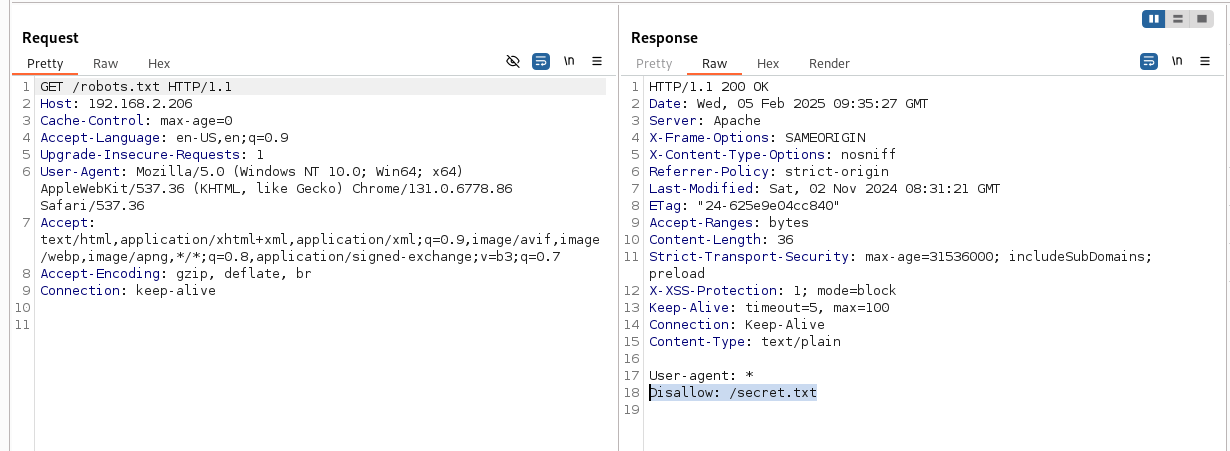 Request
Pretty Raw Hex \n
1 GET /robots.txt HTTP/1.1
2 Host: 192.168.2.206
3 Cache-Control: max-age=0
4 Accept-Language: en-US,en;q=0.9
5 Upgrade-Insecure-Requests: 1
6 User-Agent: Mozilla/5.0 (Windows NT 10.0; Win64; x64)
AppleWebKit/537.36 (KHTML, like Gecko) Chrome/131.0.6778.86
Safari/537.36
7 Accept:
text/html,application/xhtml+xml,application/xml;q=0.9,image/avif,image
/webp,image/apng,*/*;q=0.8,application/signed-exchange;v=b3;q=0.7
8 Accept-Encoding: gzip, deflate, br
9 Connection: keep-alive
10
11
Response
Pretty Raw Hex Render \n
1 HTTP/1.1 200 OK
2 Date: Wed, 05 Feb 2025 09:35:27 GMT
3 Server: Apache
4 X-Frame-Options: SAMEORIGIN
5 X-Content-Type-Options: nosniff
6 Referrer-Policy: strict-origin
7 Last-Modified: Sat, 02 Nov 2024 08:31:21 GMT
8 ETag: "24-625e9e04cc840"
9 Accept-Ranges: bytes
10 Content-Length: 36
11 Strict-Transport-Security: max-age=31536000; includeSubDomains;
preload
12 X-XSS-Protection: 1; mode=block
13 Keep-Alive: timeout=5, max=100
14 Connection: Keep-Alive
15 Content-Type: text/plain
16
17 User-agent: *
18 Disallow: /secret.txt
19